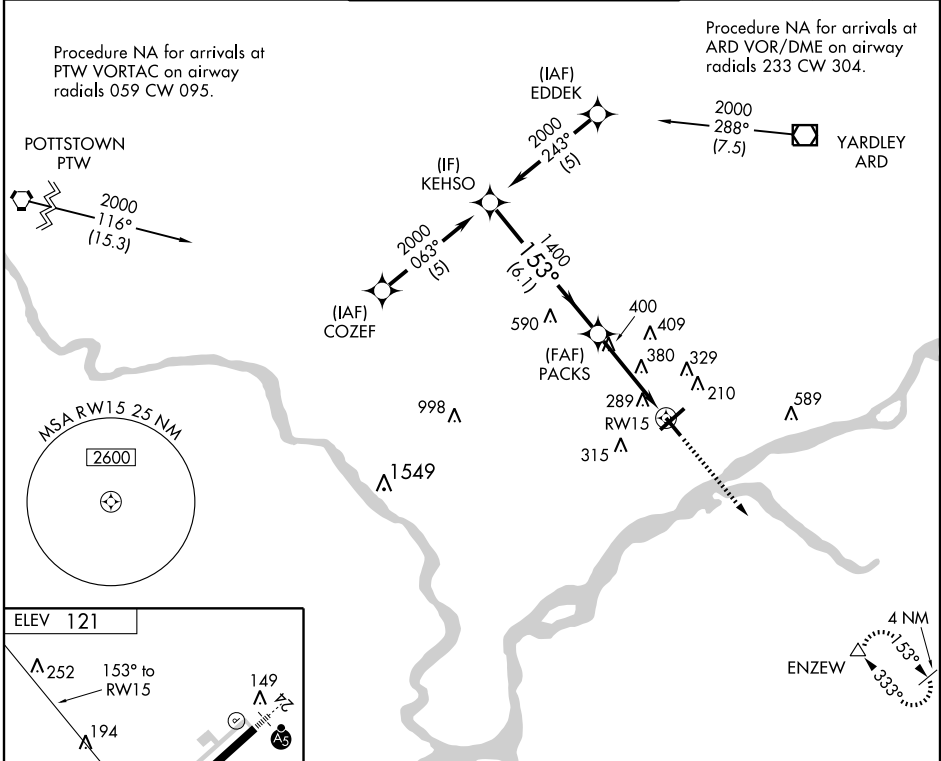 Procedure NA for arrivals at
PTW VORTAC on airway
radials 059 CW 095.
Procedure NA for arrivals at
ARD VOR/DME on airway
radials 233 CW 304.
(IAF)
EDDEK
2000
288°
(7.5)
YARDLEY
ARD
POTTSTOWN
PTW
2000
116°
(15.3)
2000
243°
(5)
(IF)
KEHSO
2000
063°
(5)
(IAF)
COZEF
1400
153°
(6.1)
590
400
409
(FAF)
PACKS
380
329
210
289
RW15
589
998
315
1549
MSA RW15 25 NM
2600
ELEV 121
252
153° to
RW15
194
149
24
P
A5
4 NM
ENZEW
153°
333°